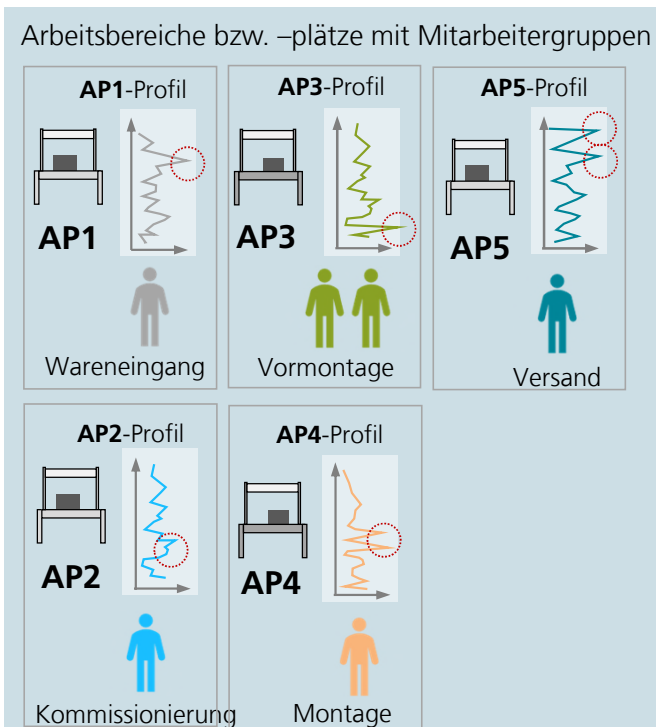 Arbeitsbereiche bzw. –plätze mit Mitarbeitergruppen
AP1-Profil
AP1
Wareneingang
AP3-Profil
AP3
Vormontage
AP5-Profil
AP5
Versand
AP2-Profil
AP2
Kommissionierung
AP4-Profil
AP4
Montage